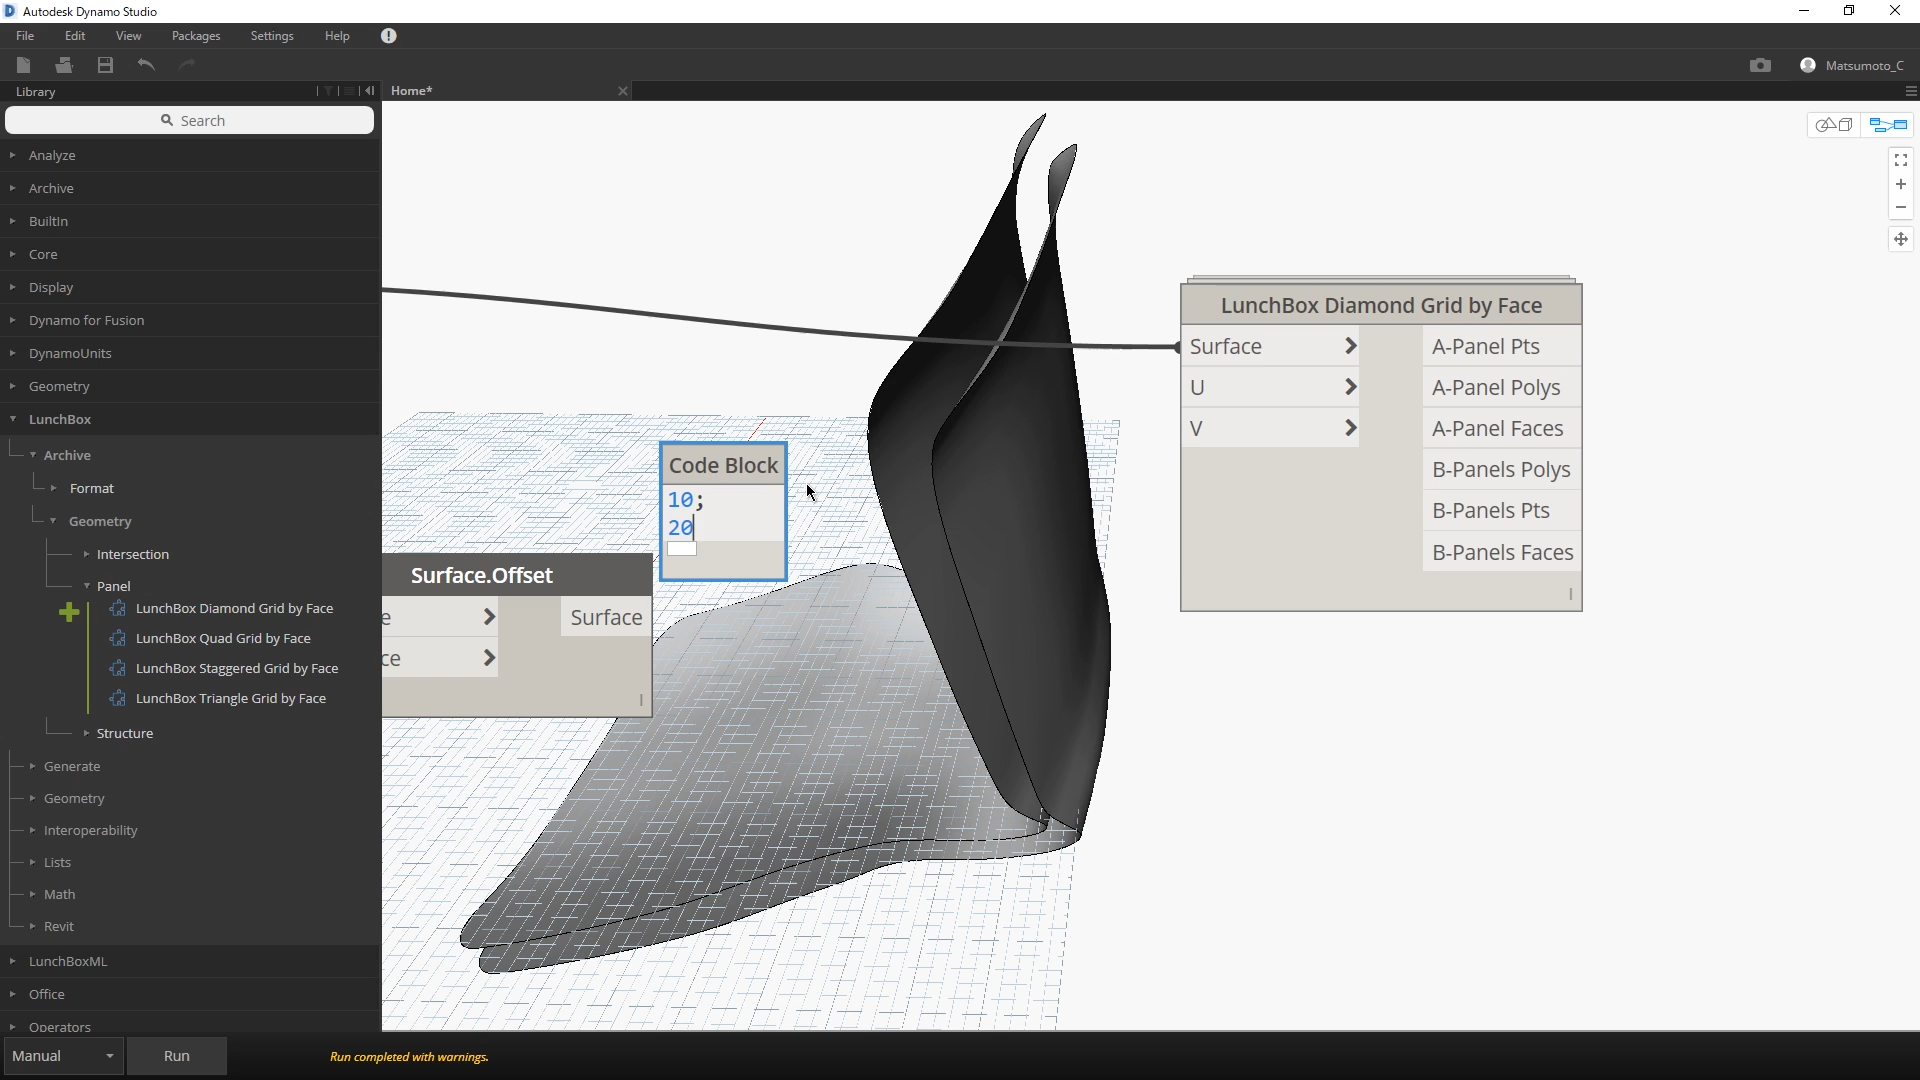 Autodesk Dynamo Studio
File Edit View Packages Settings Help
Matsumoto_C
Library
Home*
Search
Analyze
Archive
BuiltIn
Core
Display
Dynamo for Fusion
DynamoUnits
Geometry
LunchBox
Archive
Format
Geometry
Intersection
Panel
LunchBox Diamond Grid by Face
LunchBox Quad Grid by Face
LunchBox Staggered Grid by Face
LunchBox Triangle Grid by Face
Structure
Generate
Geometry
Interoperability
Lists
Math
Revit
LunchBoxML
Office
Operators
Code Block
10;
20
Surface.Offset
e
Surface
ce
LunchBox Diamond Grid by Face
Surface
A-Panel Pts
U
A-Panel Polys
V
A-Panel Faces
B-Panels Polys
B-Panels Pts
B-Panels Faces
Manual
Run
Run completed with warnings.